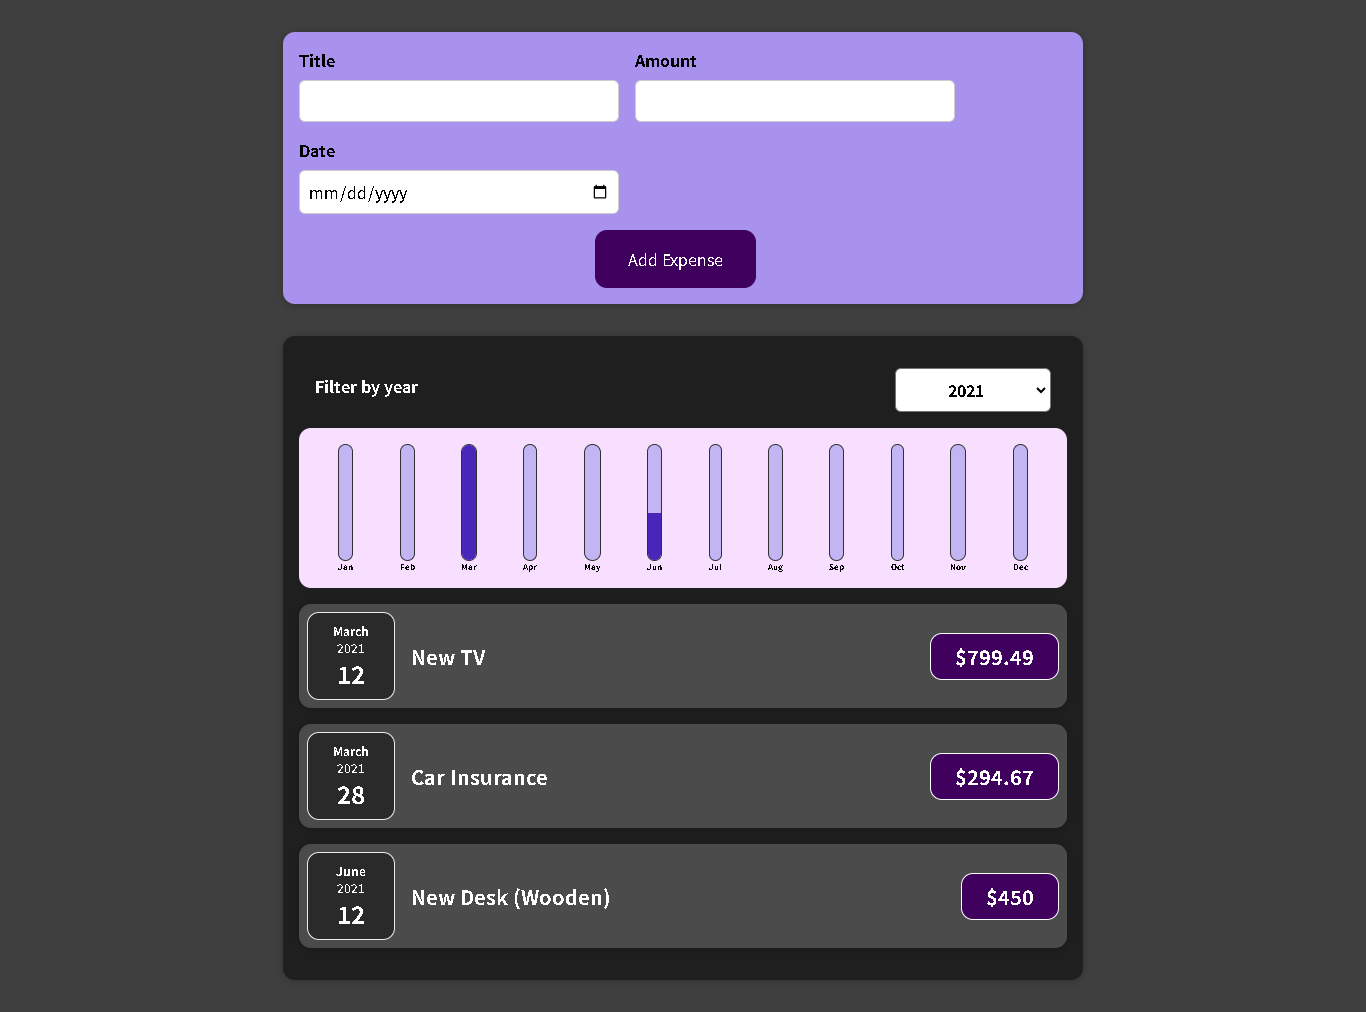 Title Amount
Date
mm/dd/yyyy
Add Expense
Filter by year 2021
Jan Feb Mar Apr May Jun Jul Aug Sep Oct Nov Dec
March
2021
12
New TV
$799.49
March
2021
28
Car Insurance
$294.67
June
2021
12
New Desk (Wooden)
$450